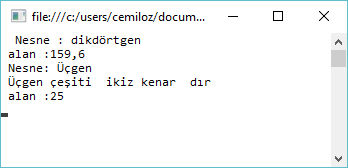 file:///c:/users/cemiloz/docum...
Nesne : dikdörtgen
alan :159,6
Nesne: Üçgen
Üçgen çeşiti  ikiz kenar  dır
alan :25